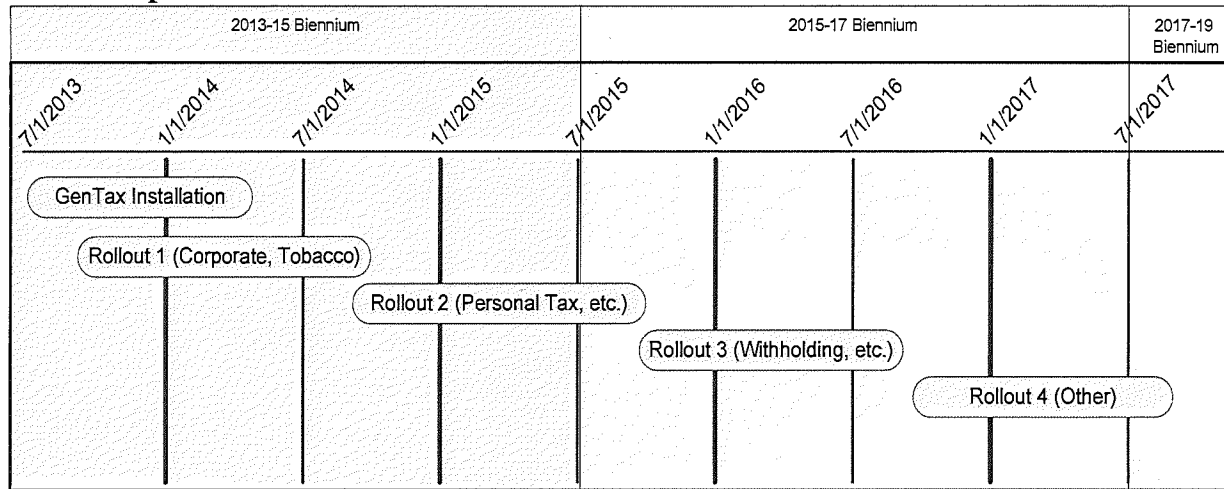 2013-15 Biennium
2015-17 Biennium
2017-19
Biennium
7/1/2013
1/1/2014
7/1/2014
1/1/2015
7/1/2015
1/1/2016
7/1/2016
1/1/2017
7/1/2017
GenTax Installation
Rollout 1 (Corporate, Tobacco)
Rollout 2 (Personal Tax, etc.)
Rollout 3 (Withholding, etc.)
Rollout 4 (Other)